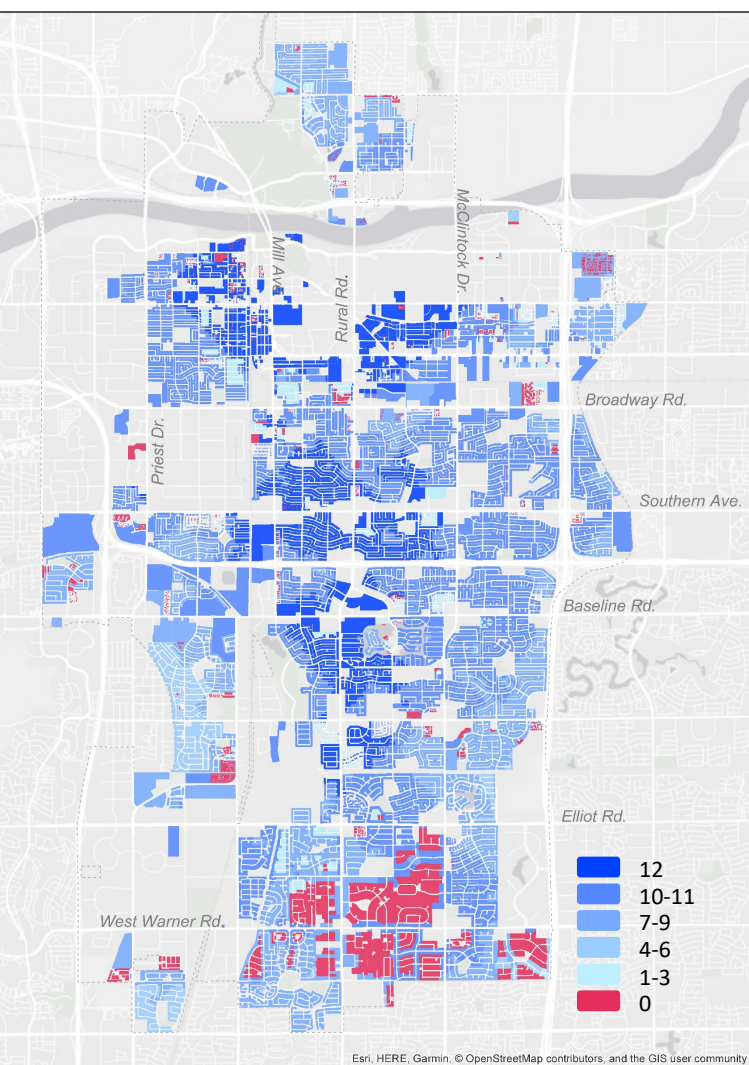 Mill Ave.
McClintock Dr.
Rural Rd.
Broadway Rd.
Priest Dr.
Southern Ave.
Baseline Rd.
Elliot Rd.
12
10-11
7-9
West Warner Rd.
4-6
1-3
0
Esri, HERE, Garmin, © OpenStreetMap contributors, and the GIS user community